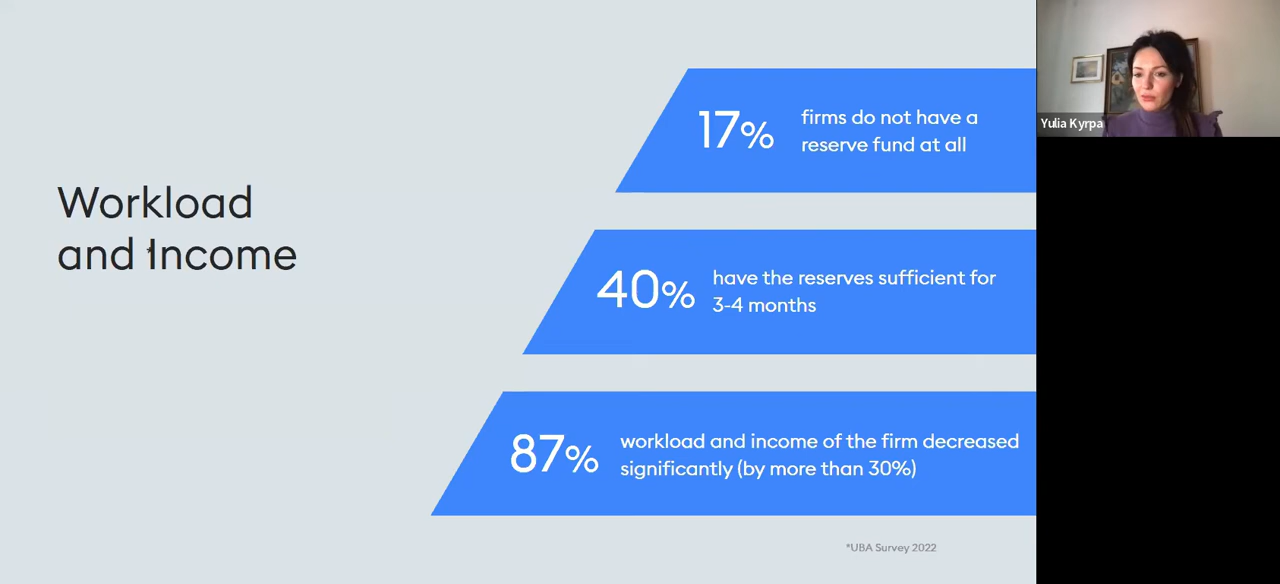 Workload
and Income
17%
firms do not have a
reserve fund at all
40%
have the reserves sufficient for
3-4 months
87%
workload and income of the firm decreased
significantly (by more than 30%)
*UBA Survey 2022
Yulia Kyrpa